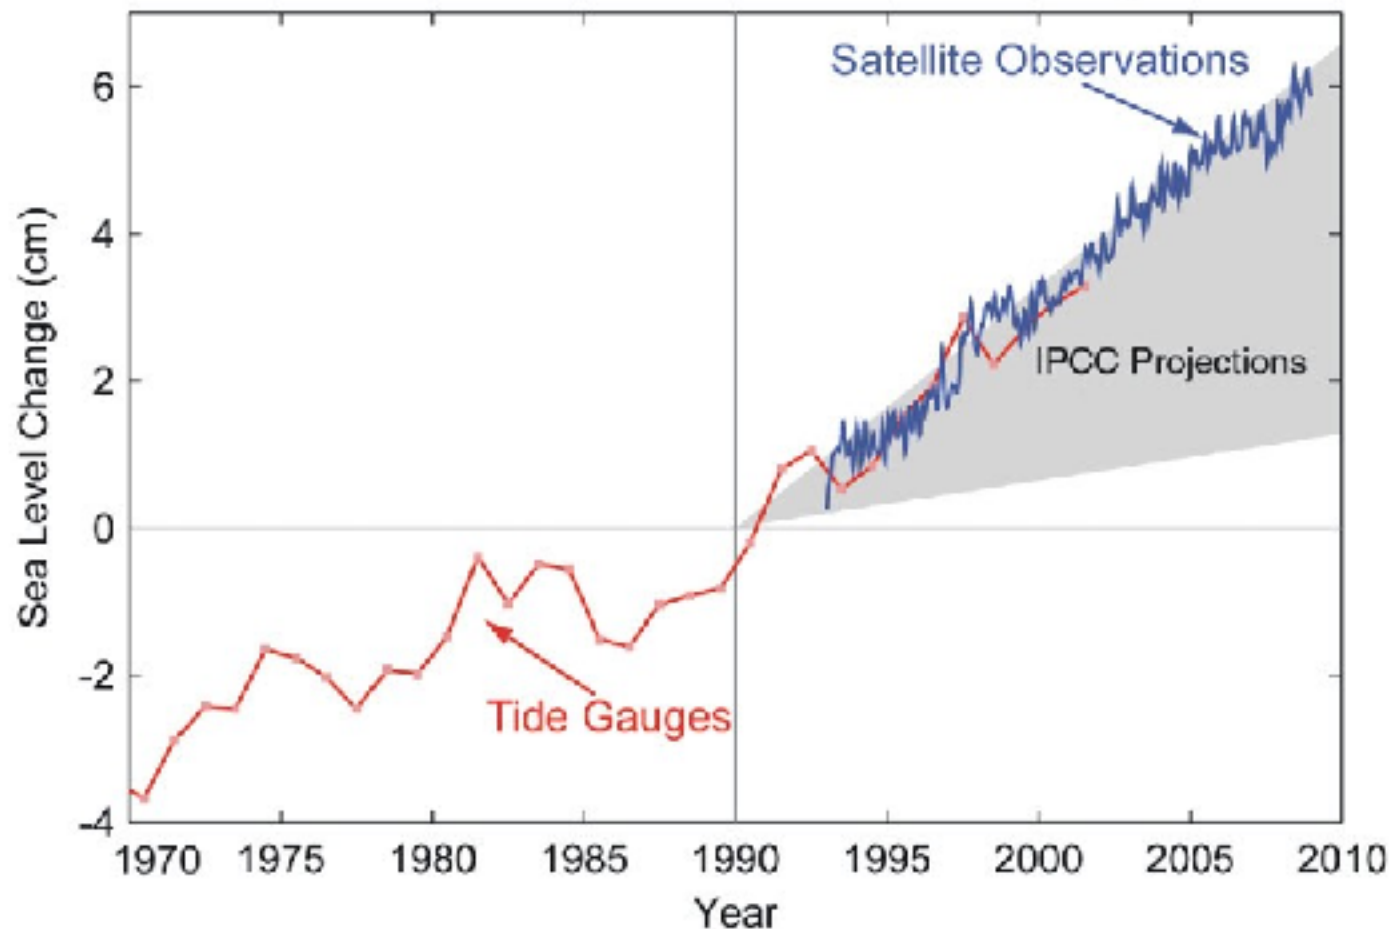 Satellite Observations
6
4
IPCC Projections
2
0
-2
Tide Gauges
-4
Sea Level Change (cm)
1970 1975 1980 1985 1990 1995 2000 2005 2010
Year